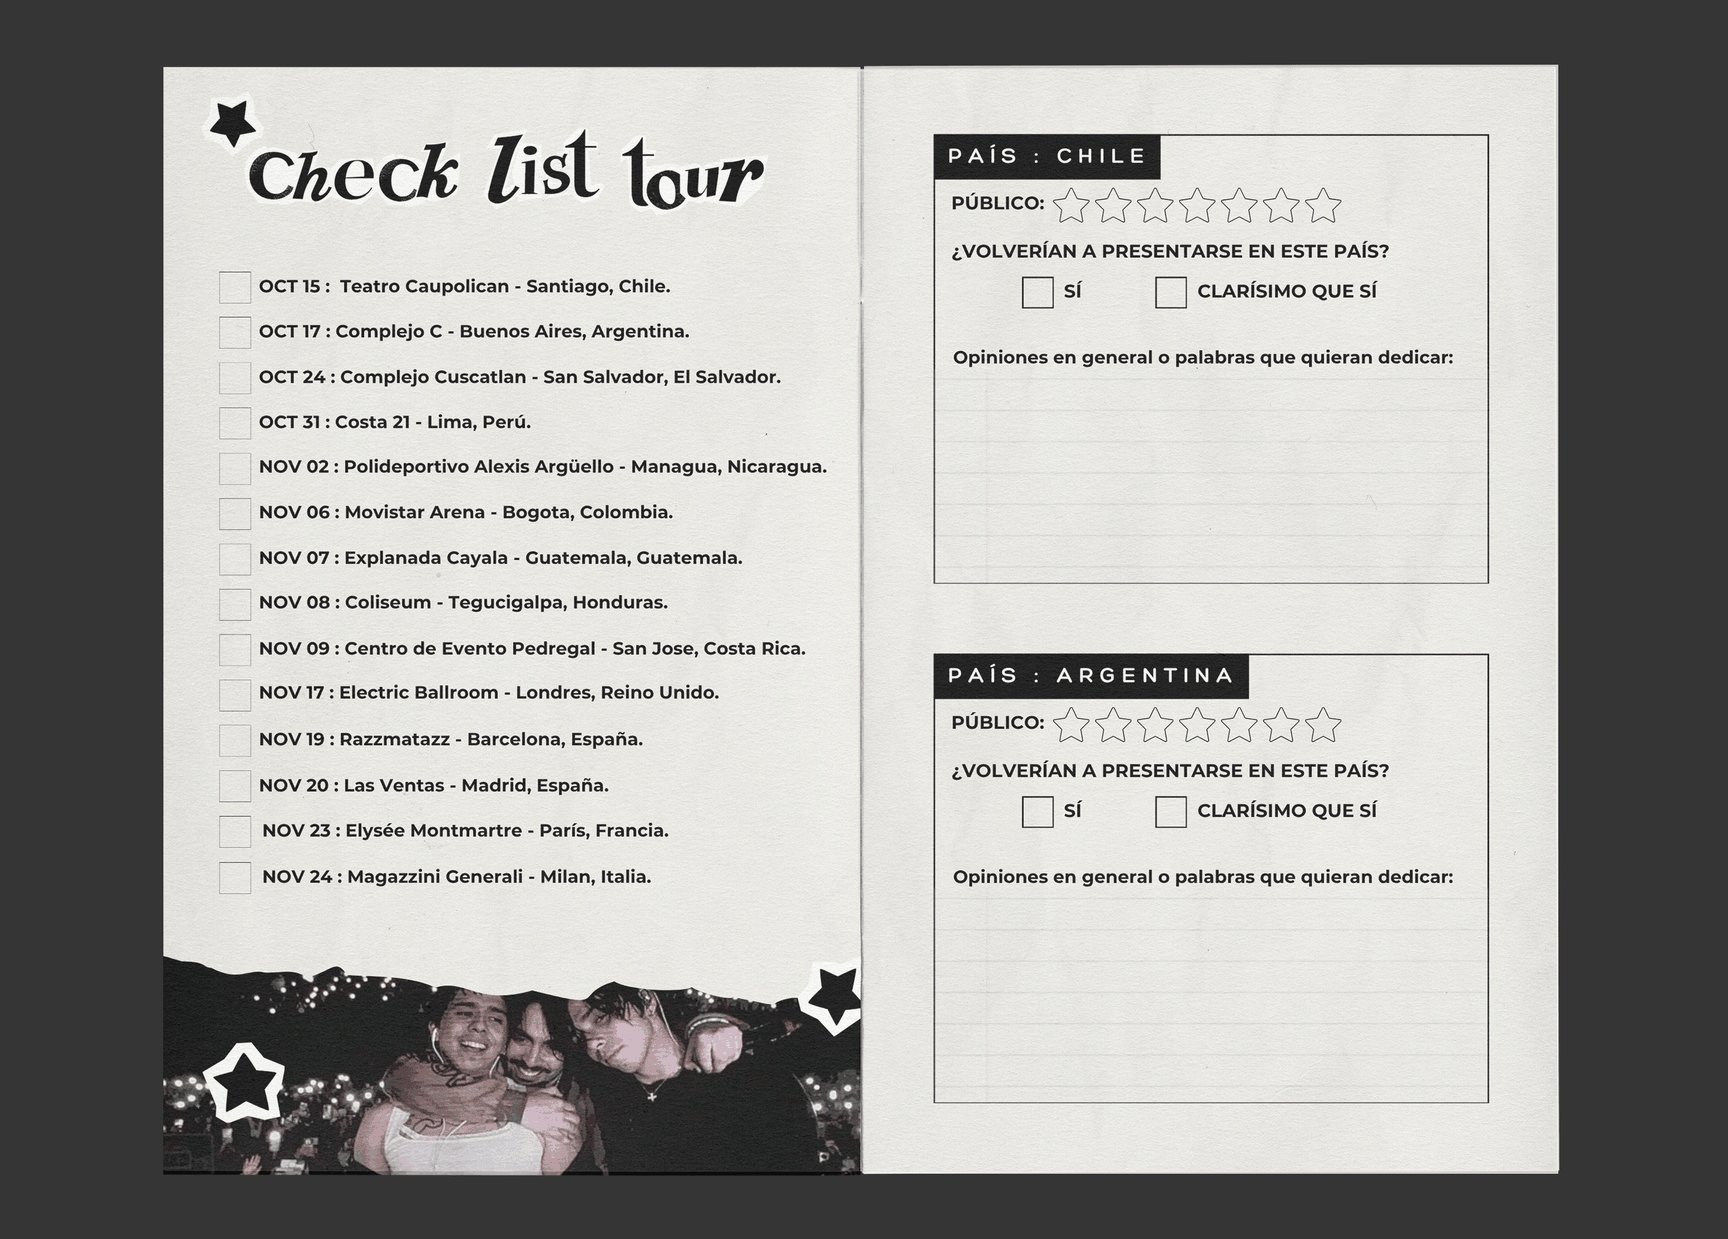 Check list tour
OCT 15 : Teatro Caupolican - Santiago, Chile.
OCT 17 : Complejo C - Buenos Aires, Argentina.
OCT 24 : Complejo Cuscatlan - San Salvador, El Salvador.
OCT 31 : Costa 21 - Lima, Perú.
NOV 02 : Polideportivo Alexis Argüello - Managua, Nicaragua.
NOV 06 : Movistar Arena - Bogota, Colombia.
NOV 07 : Explanada Cayala - Guatemala, Guatemala.
NOV 08 : Coliseum - Tegucigalpa, Honduras.
NOV 09 : Centro de Evento Pedregal - San Jose, Costa Rica.
NOV 17 : Electric Ballroom - Londres, Reino Unido.
NOV 19 : Razzmatazz - Barcelona, España.
NOV 20 : Las Ventas - Madrid, España.
NOV 23 : Elysée Montmartre - París, Francia.
NOV 24 : Magazzini Generali - Milan, Italia.
PAÍS : CHILE
PÚBLICO:
¿VOLVERÍAN A PRESENTARSE EN ESTE PAÍS?
SÍ CLARÍSIMO QUE SÍ
Opiniones en general o palabras que quieran dedicar:
PAÍS : ARGENTINA
PÚBLICO:
¿VOLVERÍAN A PRESENTARSE EN ESTE PAÍS?
SÍ CLARÍSIMO QUE SÍ
Opiniones en general o palabras que quieran dedicar: